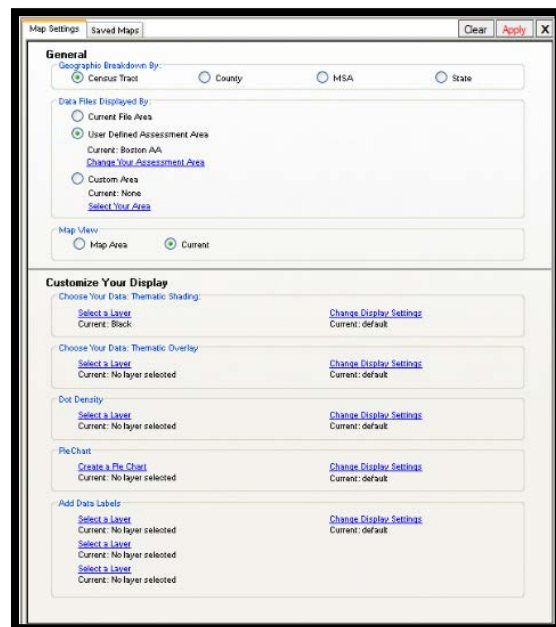 Map Settings Saved Maps Clear Apply X
General
Geographic Breakdown By:
Census Tract County MSA State
Data Files Displayed By:
Current File Area
User Defined Assessment Area
Current: Boston AA
Change Your Assessment Area
Custom Area
Current: None
Select Your Area
Map View
Map Area Current
Customize Your Display
Choose Your Data: Thematic Shading:
Select a Layer Change Display Settings
Current: Black Current: default
Choose Your Data: Thematic Overlay
Select a Layer Change Display Settings
Current: No layer selected Current: default
Dot Density
Select a Layer Change Display Settings
Current: No layer selected Current: default
PieChart
Create a Pie Chart Change Display Settings
Current: No layer selected Current: default
Add Data Labels
Select a Layer Change Display Settings
Current: No layer selected Current: default
Select a Layer
Current: No layer selected
Select a Layer
Current: No layer selected